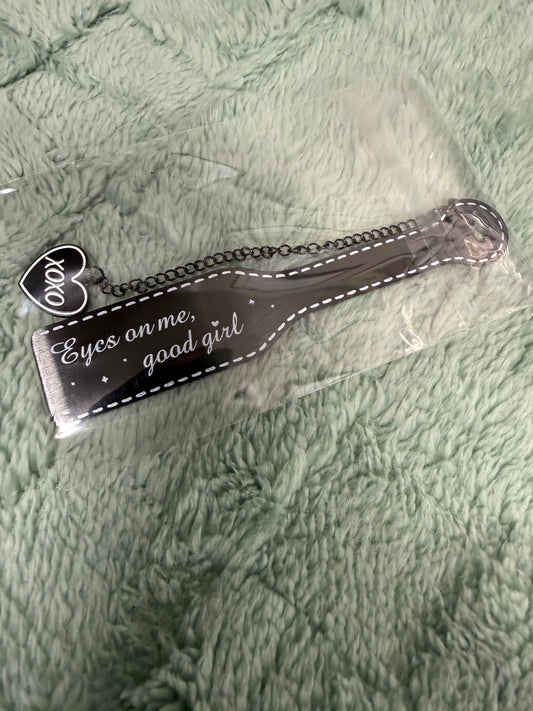 XOXO
Eyes on me,
good girl